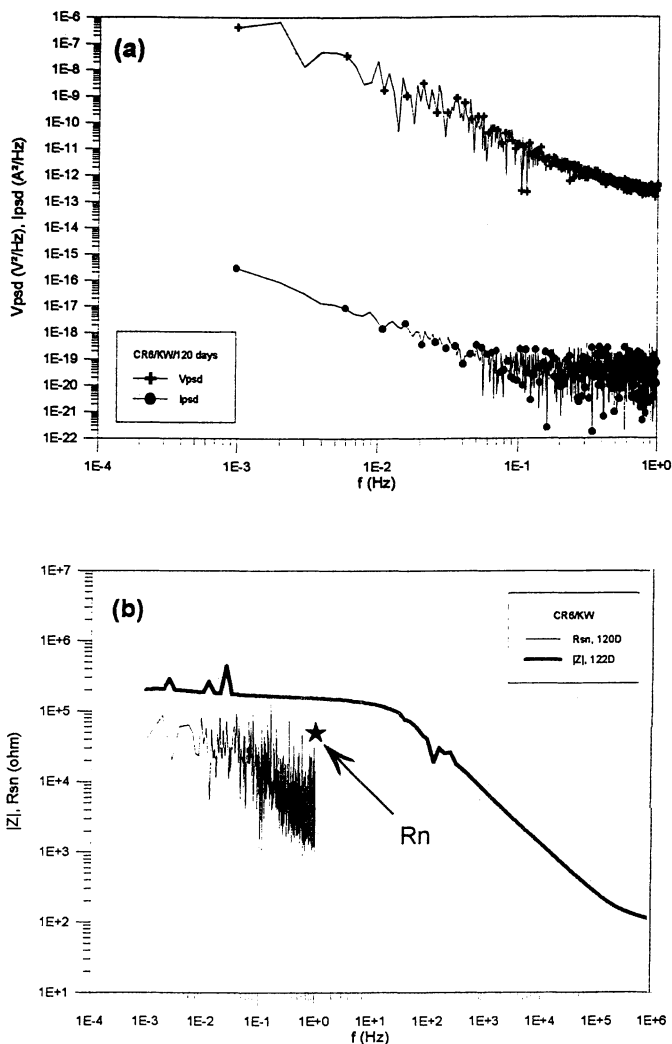 (a)
Vpsd (V²/Hz), Ipsd (A²/Hz)
1E-6
1E-7
1E-8
1E-9
1E-10
1E-11
1E-12
1E-13
1E-14
1E-15
1E-16
1E-17
1E-18
1E-19
1E-20
1E-21
1E-22
CR6/KW/120 days
Vpsd
Ipsd
1E-4 1E-3 1E-2 1E-1 1E+0
f (Hz)
(b)
|Z|, Rsn (ohm)
1E+7
1E+6
1E+5
1E+4
1E+3
1E+2
1E+1
CR6/KW
Rsn, 120D
|Z|, 122D
Rn
1E-4 1E-3 1E-2 1E-1 1E+0 1E+1 1E+2 1E+3 1E+4 1E+5 1E+6
f (Hz)